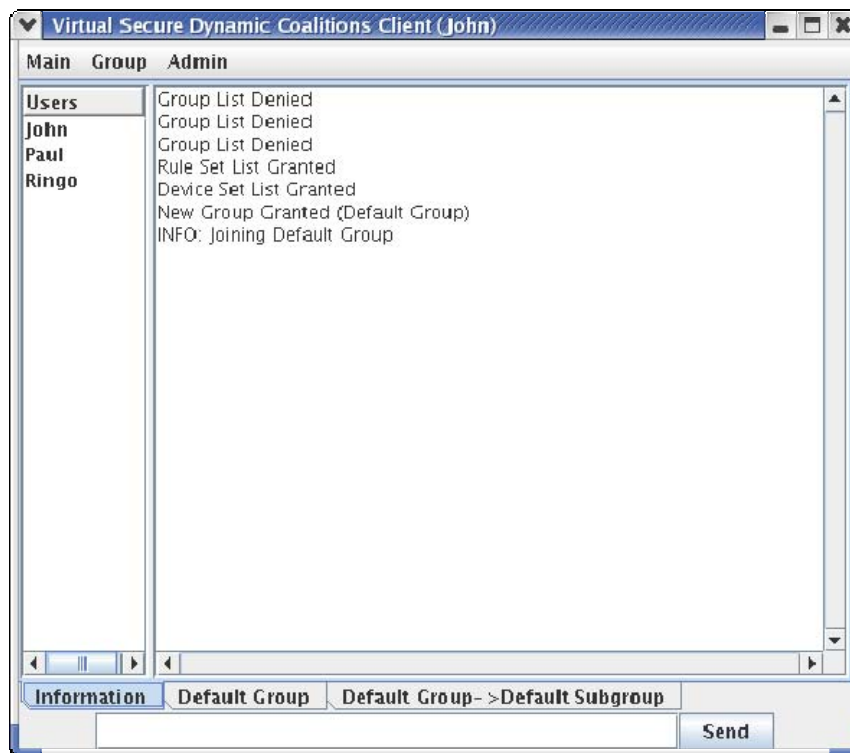 Virtual Secure Dynamic Coalitions Client (John)
Main Group Admin
Users
John
Paul
Ringo
Group List Denied
Group List Denied
Group List Denied
Rule Set List Granted
Device Set List Granted
New Group Granted (Default Group)
INFO: Joining Default Group
Information
Default Group
Default Group->Default Subgroup
Send